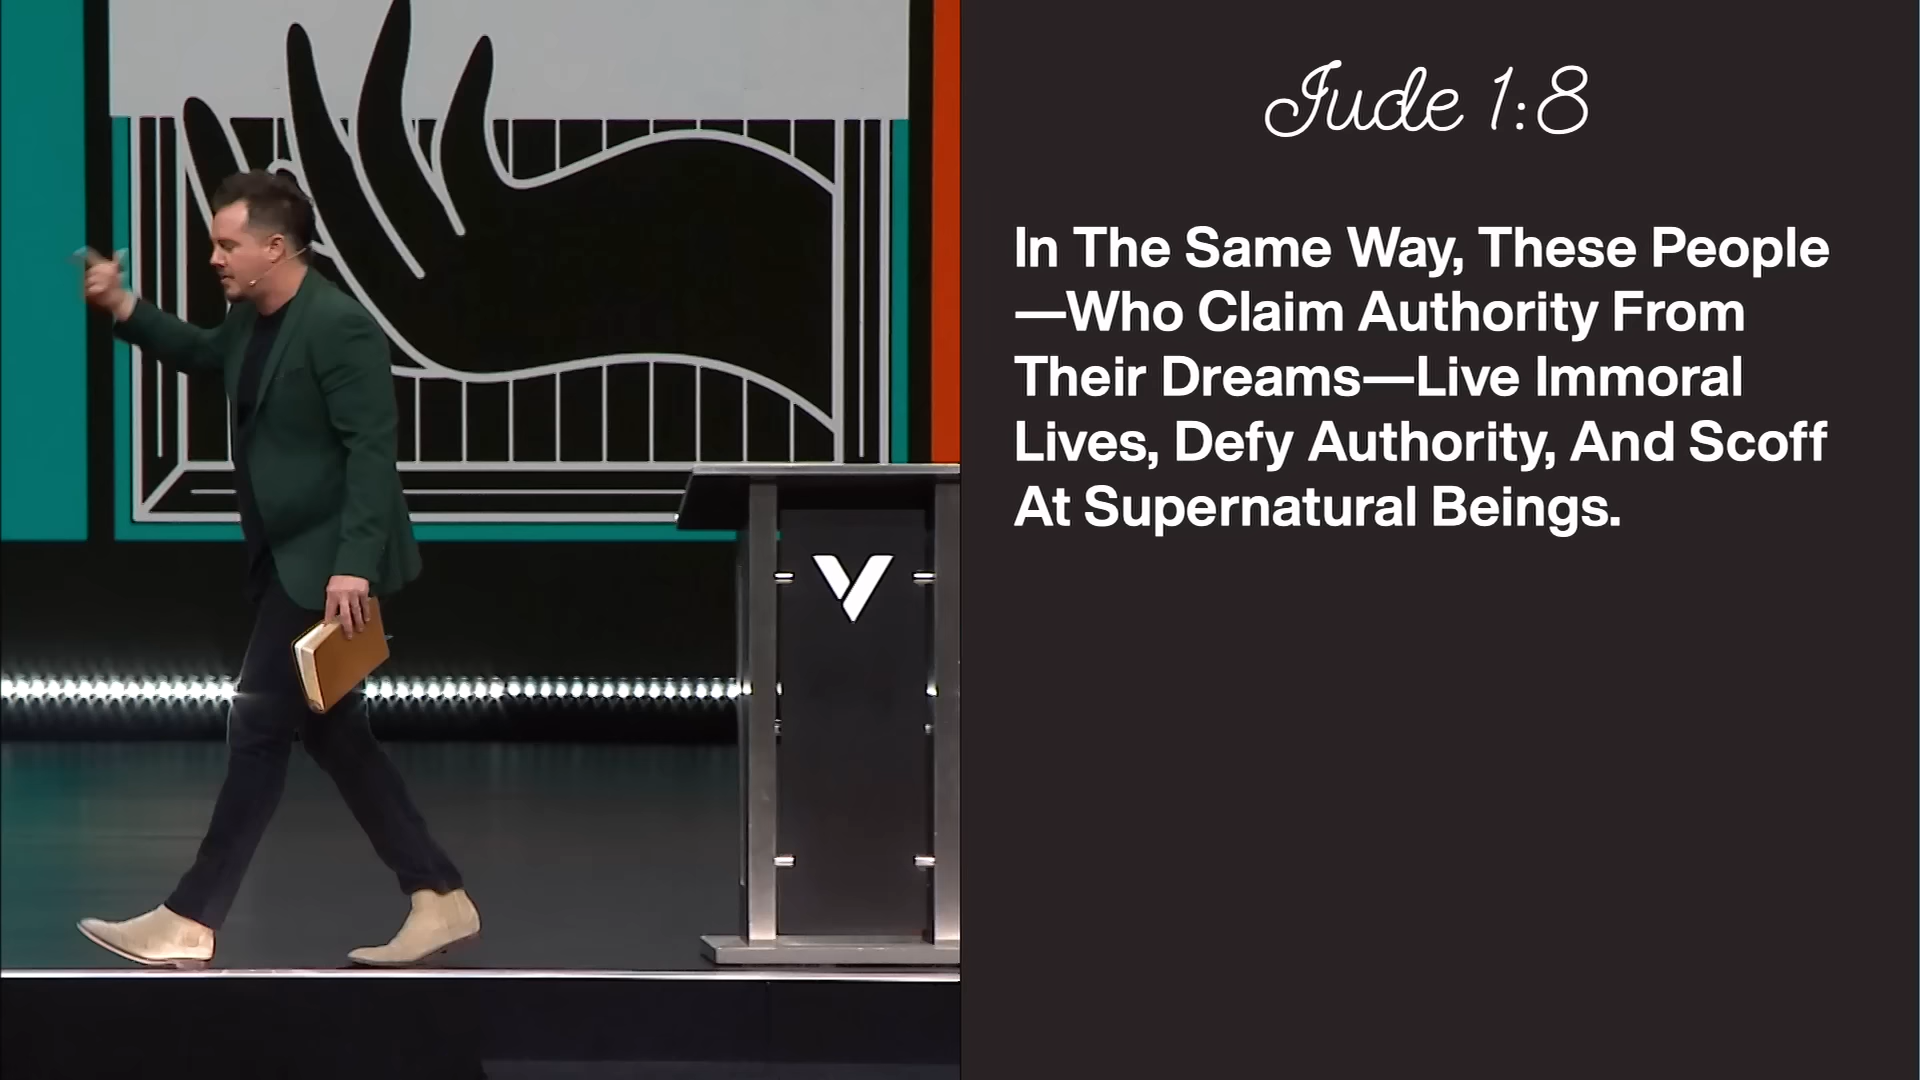 Jude 1:8
In The Same Way, These People
—Who Claim Authority From
Their Dreams—Live Immoral
Lives, Defy Authority, And Scoff
At Supernatural Beings.